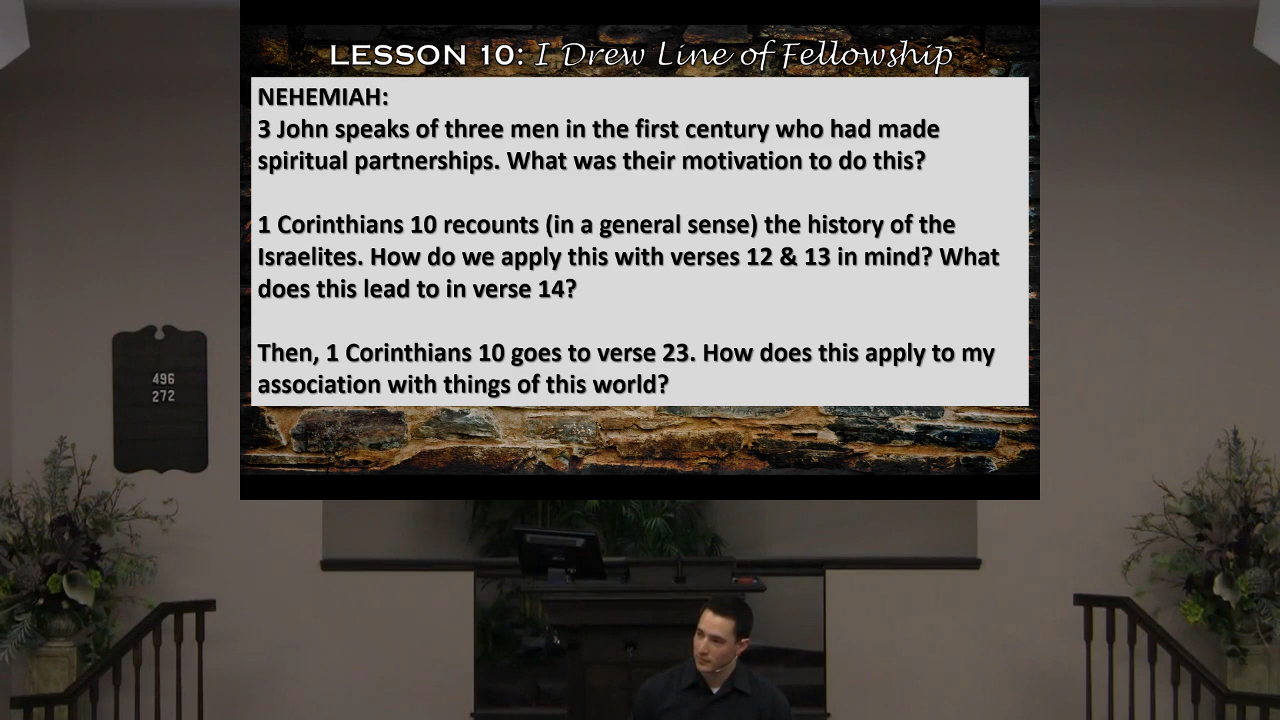 LESSON 10: I Drew Line of Fellowship
NEHEMIAH:
3 John speaks of three men in the first century who had made
spiritual partnerships. What was their motivation to do this?
1 Corinthians 10 recounts (in a general sense) the history of the
Israelites. How do we apply this with verses 12 & 13 in mind? What
does this lead to in verse 14?
Then, 1 Corinthians 10 goes to verse 23. How does this apply to my
association with things of this world?
496
272